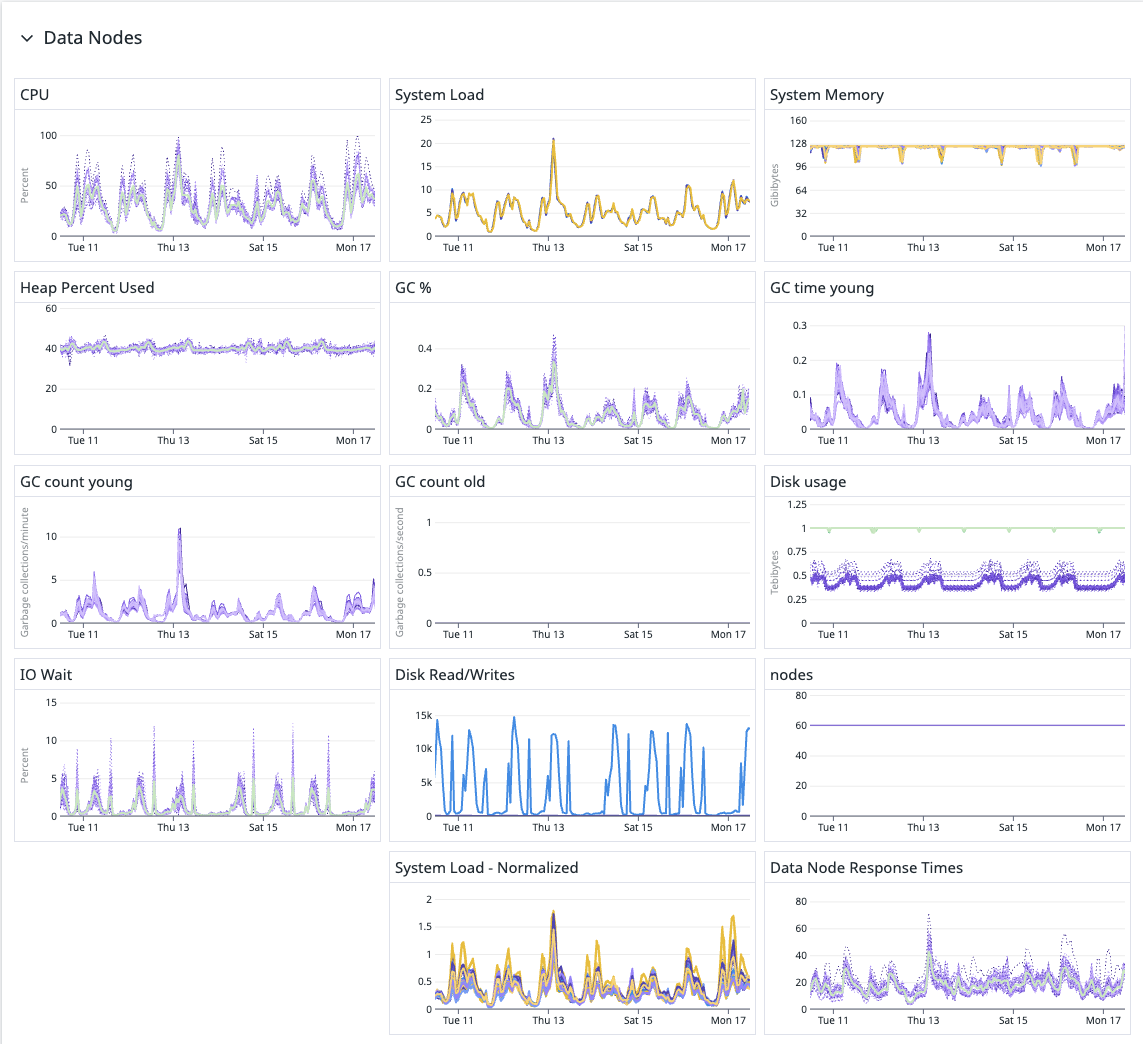 Data Nodes
CPU
Percent
100
50
0
Tue 11 Thu 13 Sat 15 Mon 17
System Load
25
20
15
10
5
0
Tue 11 Thu 13 Sat 15 Mon 17
System Memory
Gibibytes
160
128
96
64
32
0
Tue 11 Thu 13 Sat 15 Mon 17
Heap Percent Used
60
40
20
0
Tue 11 Thu 13 Sat 15 Mon 17
GC %
0.4
0.2
0
Tue 11 Thu 13 Sat 15 Mon 17
GC time young
0.3
0.2
0.1
0
Tue 11 Thu 13 Sat 15 Mon 17
GC count young
Garbage collections/minute
10
5
0
Tue 11 Thu 13 Sat 15 Mon 17
GC count old
Garbage collections/second
1
0.5
0
Tue 11 Thu 13 Sat 15 Mon 17
Disk usage
Tebibytes
1.25
1
0.75
0.5
0.25
0
Tue 11 Thu 13 Sat 15 Mon 17
IO Wait
Percent
15
10
5
0
Tue 11 Thu 13 Sat 15 Mon 17
Disk Read/Writes
15k
10k
5k
0
Tue 11 Thu 13 Sat 15 Mon 17
nodes
80
60
40
20
0
Tue 11 Thu 13 Sat 15 Mon 17
System Load - Normalized
2
1.5
1
0.5
0
Tue 11 Thu 13 Sat 15 Mon 17
Data Node Response Times
80
60
40
20
0
Tue 11 Thu 13 Sat 15 Mon 17